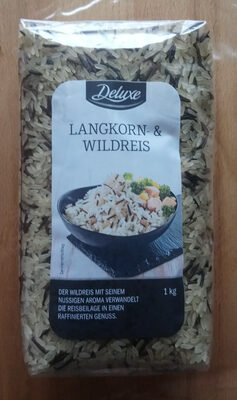 Deluxe
LANGKORN- &
WILDREIS
DER WILDREIS MIT SEINEM
NUSSIGEN AROMA VERWANDELT
DIE REISBEILAGE IN EINEN
RAFFINIERTEN GENUSS.
1 kg